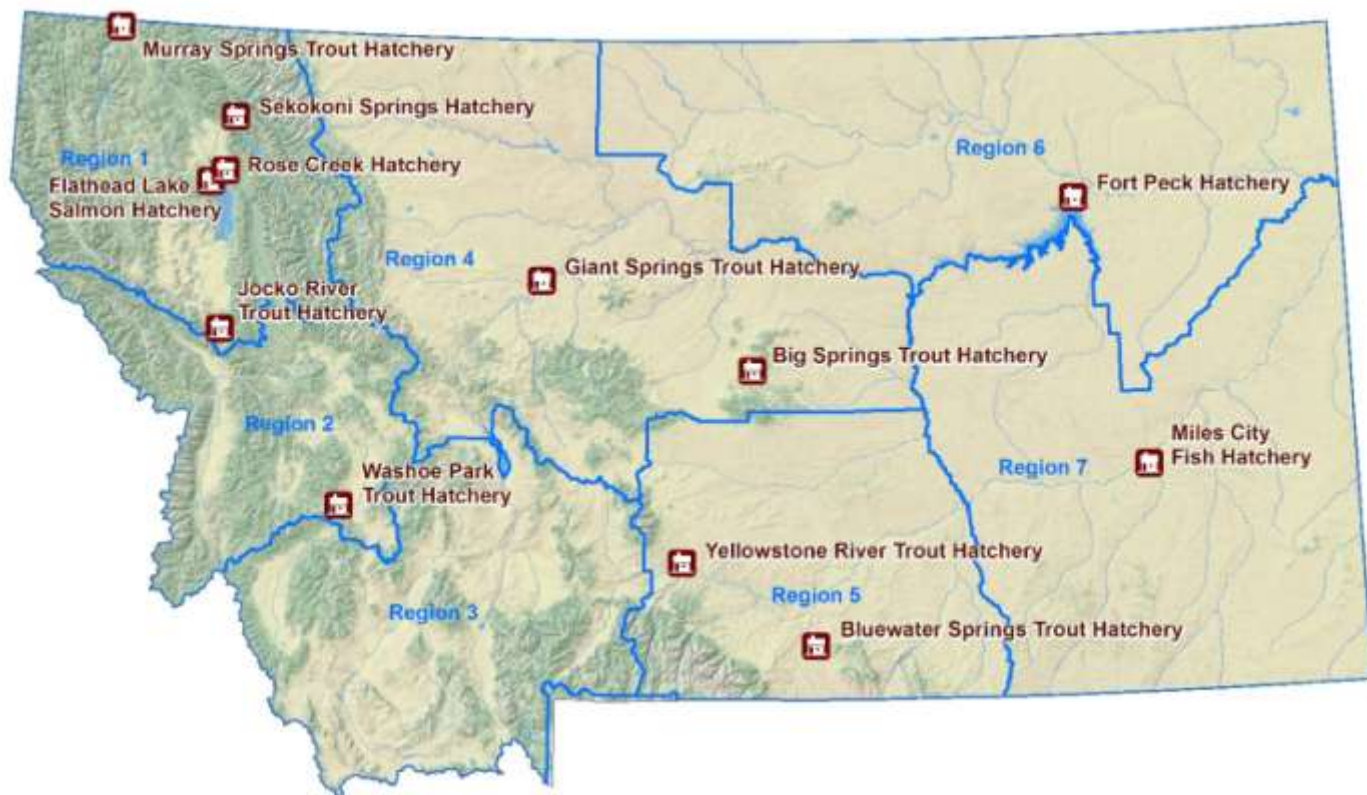 Murray Springs Trout Hatchery
Sekokoni Springs Hatchery
Region 1
Rose Creek Hatchery
Flathead Lake
Salmon Hatchery
Region 6
Fort Peck Hatchery
Region 4
Giant Springs Trout Hatchery
Jocko River
Trout Hatchery
Big Springs Trout Hatchery
Region 2
Washoe Park
Trout Hatchery
Region 7
Miles City
Fish Hatchery
Yellowstone River Trout Hatchery
Region 3
Region 5
Bluewater Springs Trout Hatchery